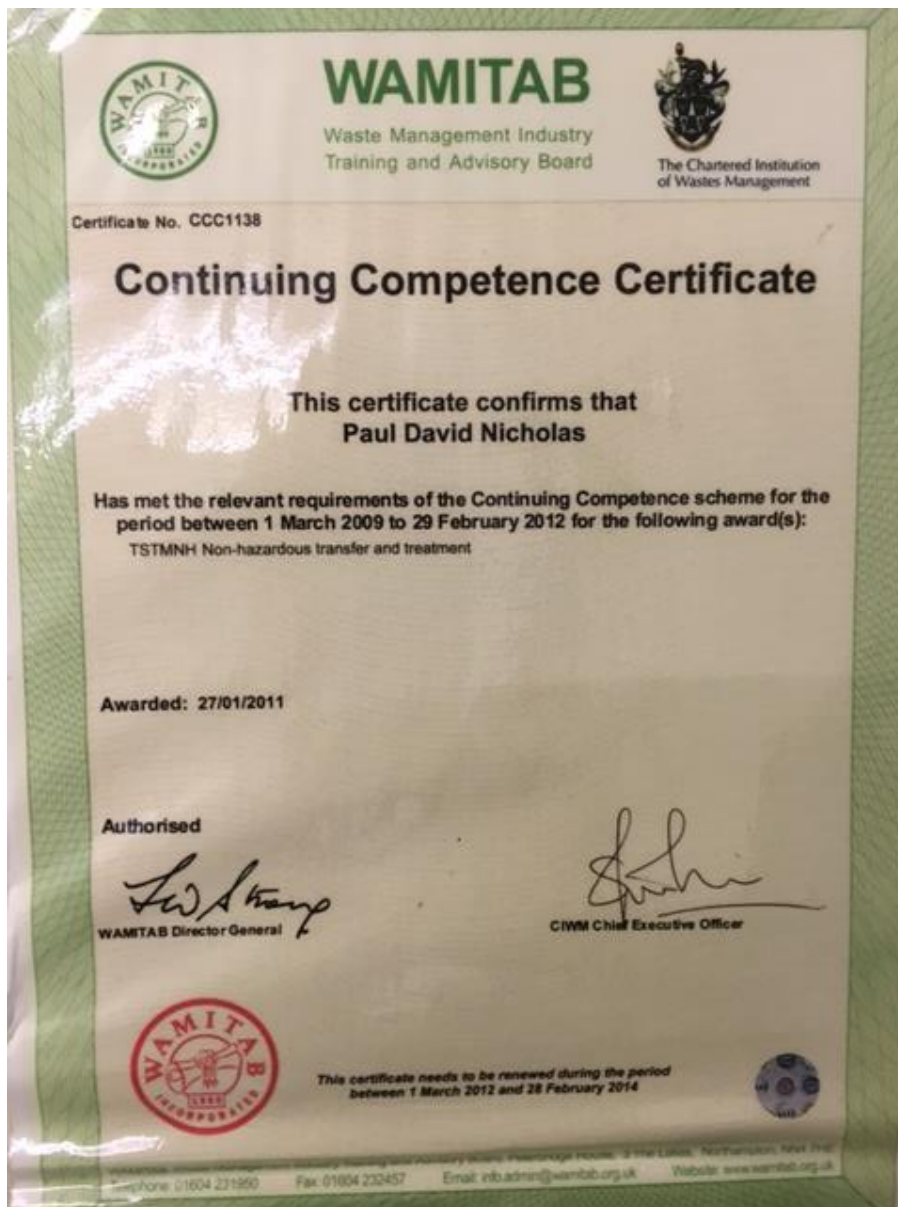 WAMITAB
INCORPORATED
WAMITAB
Waste Management Industry
Training and Advisory Board
The Chartered Institution
of Wastes Management
Certificate No. CCC1138
Continuing Competence Certificate
This certificate confirms that
Paul David Nicholas
Has met the relevant requirements of the Continuing Competence scheme for the
period between 1 March 2009 to 29 February 2012 for the following award(s):
TSTMNH Non-hazardous transfer and treatment
Awarded: 27/01/2011
Authorised
WAMITAB Director General
CIWM Chief Executive Officer
WAMITAB
INCORPORATED
This certificate needs to be renewed during the period
between 1 March 2012 and 28 February 2014
Lakes, Northampton,
Telephone 01604 231950 Fax: 01604 232457 Email: info.admin@wamitab.org.uk Website: www.wamitab.org.uk